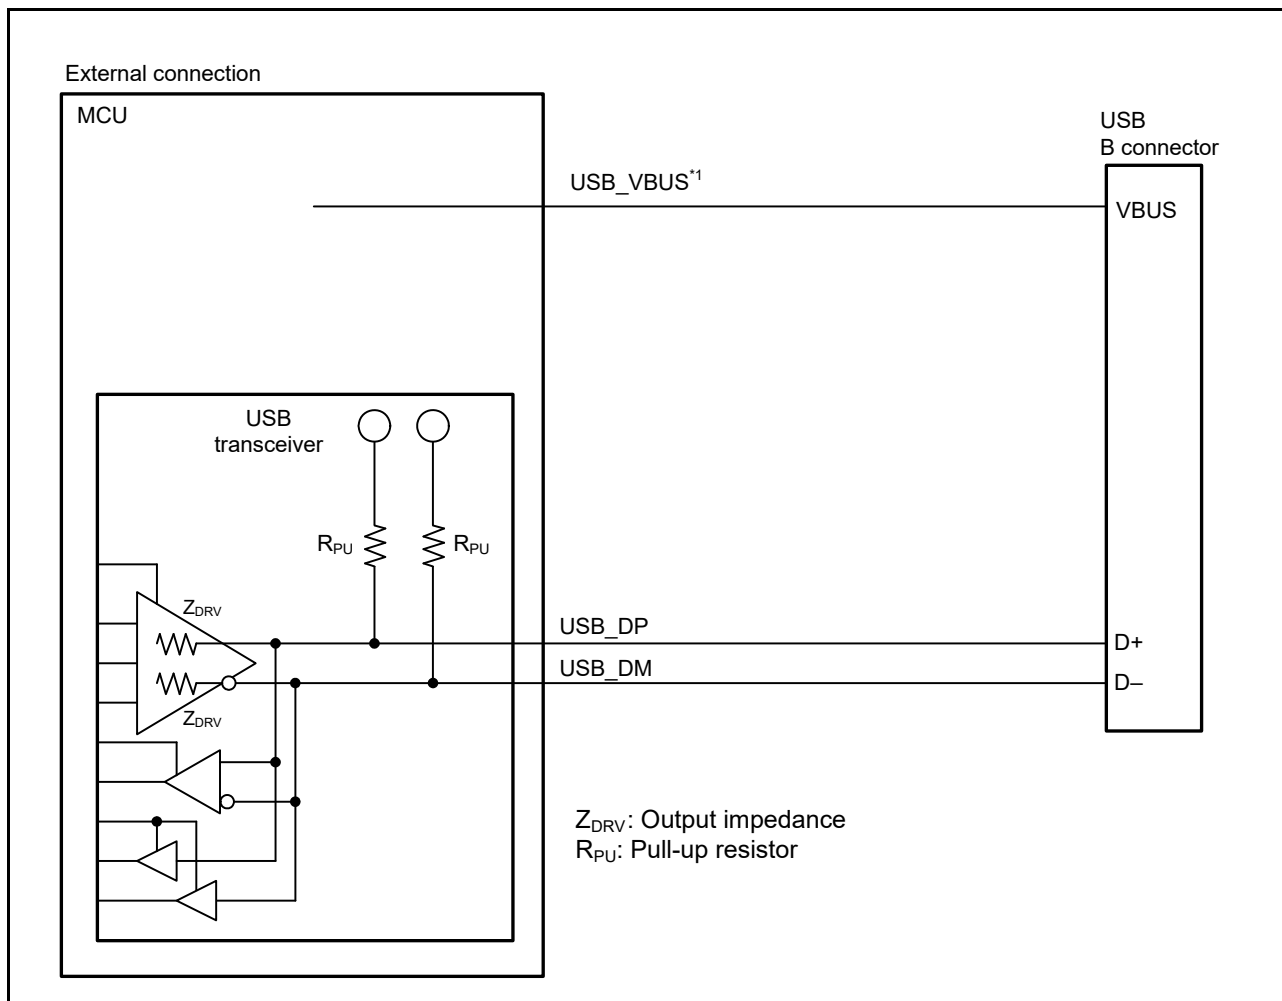 External connection
MCU
USB
B connector
USB_VBUS*1
VBUS
USB
transceiver
RPU
RPU
ZDRV
ZDRV
USB_DP
D+
USB_DM
D–
ZDRV: Output impedance
RPU: Pull-up resistor